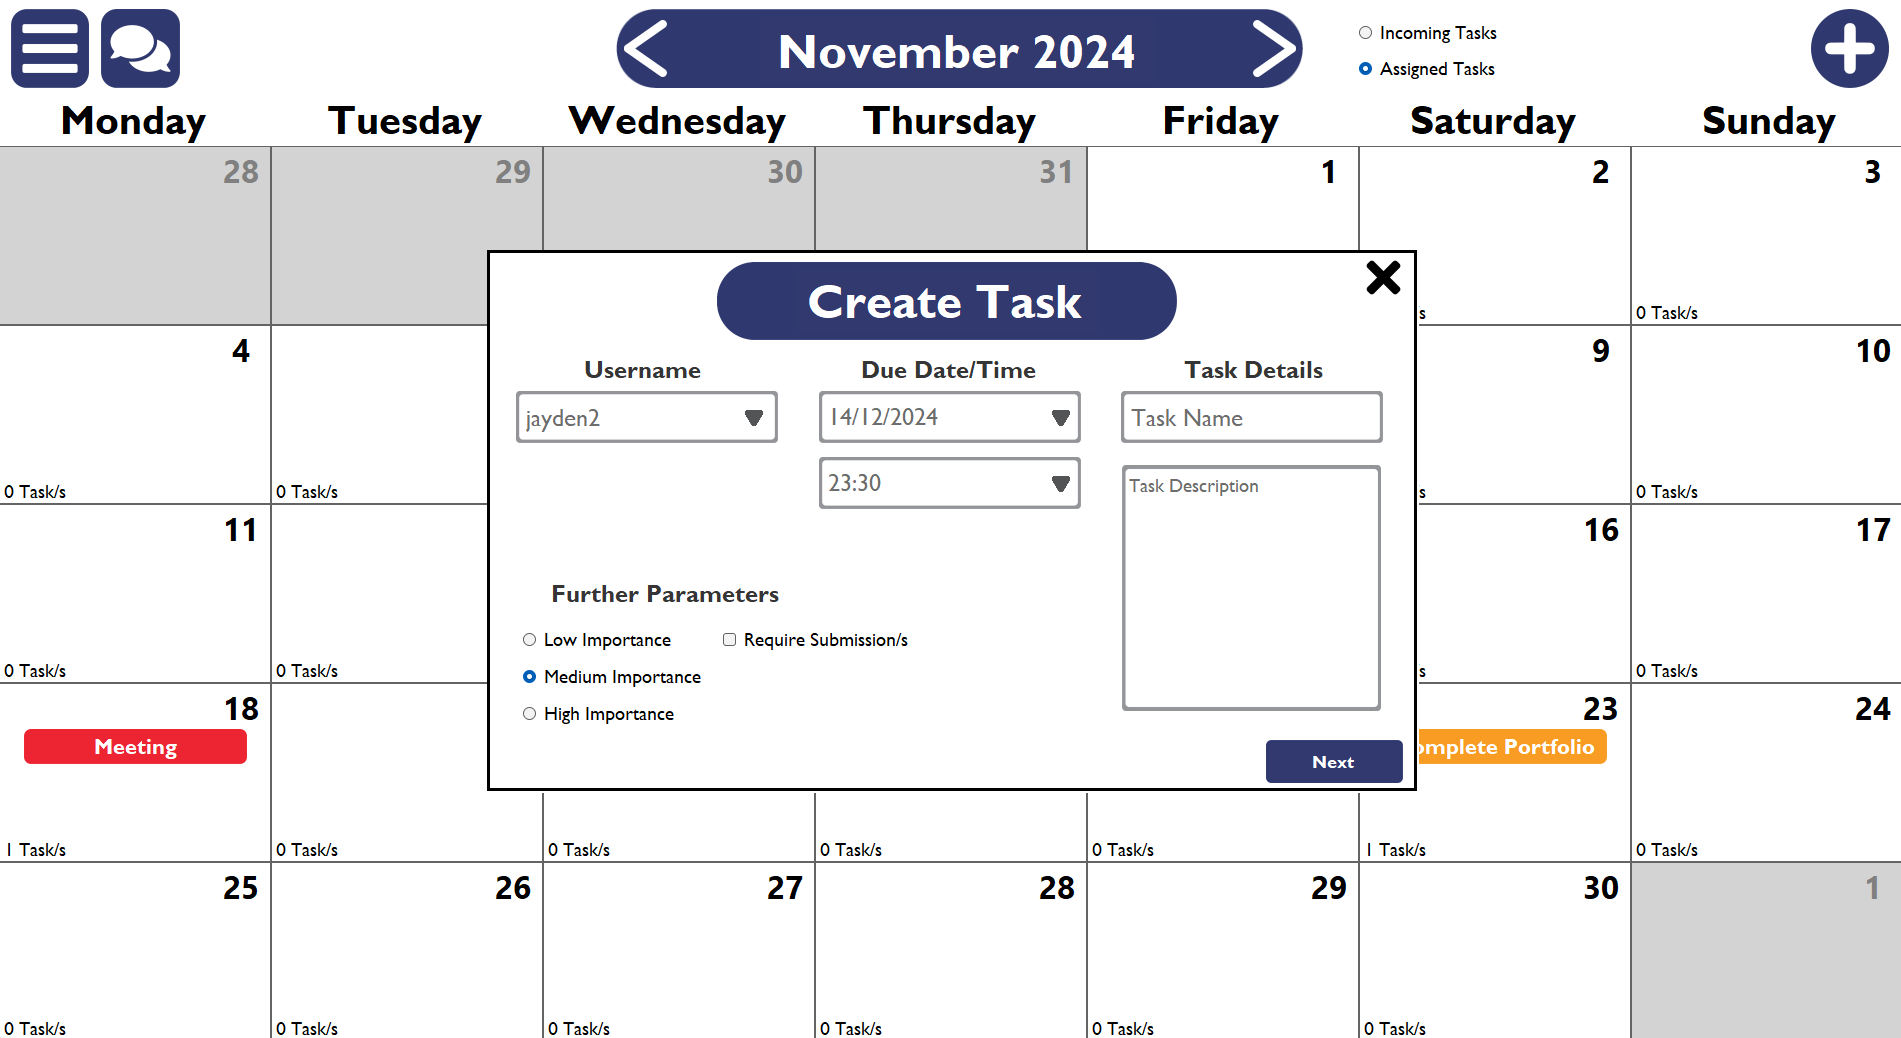 November 2024
Incoming Tasks
Assigned Tasks
Monday Tuesday Wednesday Thursday Friday Saturday Sunday
28 29 30 31 1 2 3
s 0 Task/s
4 9 10
0 Task/s 0 Task/s s 0 Task/s
11 16 17
0 Task/s 0 Task/s s 0 Task/s
18 23 24
Meeting omplete Portfolio
1 Task/s 0 Task/s 0 Task/s 0 Task/s 0 Task/s 1 Task/s 0 Task/s
25 26 27 28 29 30 1
0 Task/s 0 Task/s 0 Task/s 0 Task/s 0 Task/s 0 Task/s
Create Task
Username Due Date/Time Task Details
jayden2 14/12/2024 Task Name
23:30 Task Description
Further Parameters
Low Importance Require Submission/s
Medium Importance
High Importance
Next